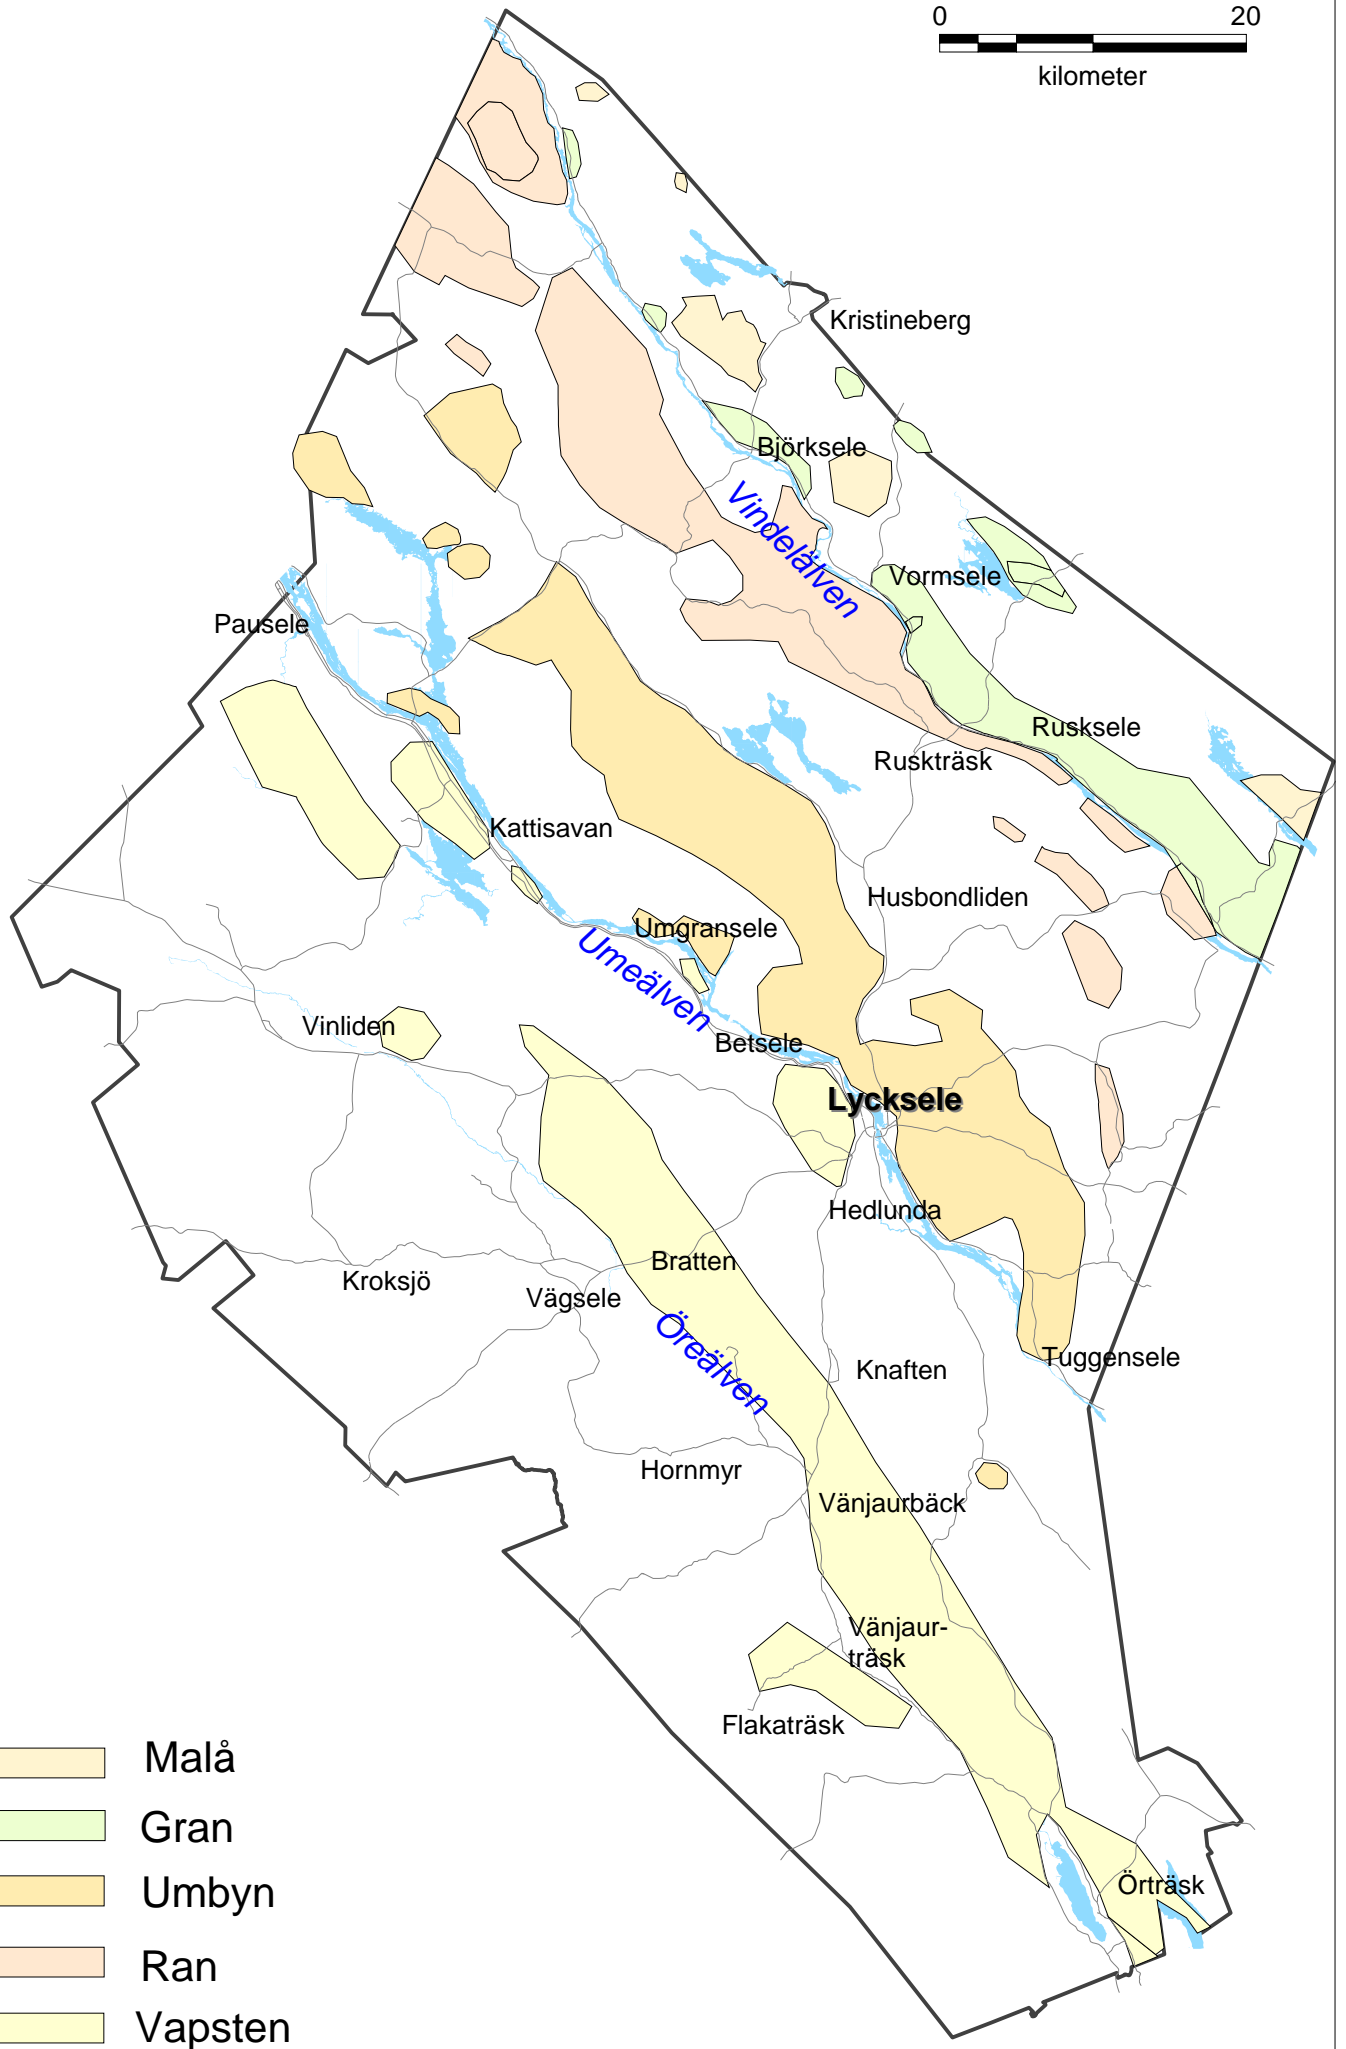 0 20
kilometer
Kristineberg
Björksele
Vindelälven
Vormsele
Pausele
Rusksele
Ruskträsk
Kattisavan
Husbondliden
Umgransele
Umeälven
Vinliden
Betsele
Lycksele
Hedlunda
Bratten
Kroksjö
Vägsele
Öreälven
Tuggensele
Knaften
Hornmyr
Vänjaurbäck
Vänjaur-
träsk
Flakaträsk
Örträsk
Malå
Gran
Umbyn
Ran
Vapsten